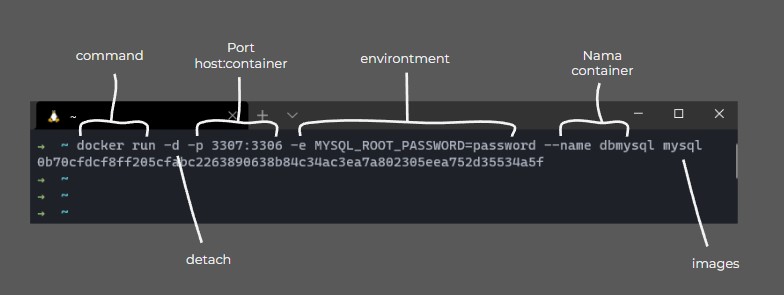 command
Port
host:container
environtment
Nama
container
~
→ ~ docker run -d -p 3307:3306 -e MYSQL_ROOT_PASSWORD=password --name dbmysql mysql
0b70cfdcf8ff205cfabc2263890638b84c34ac3ea7a802305eea752d35534a5f
→ ~
→ ~
→ ~
detach
images